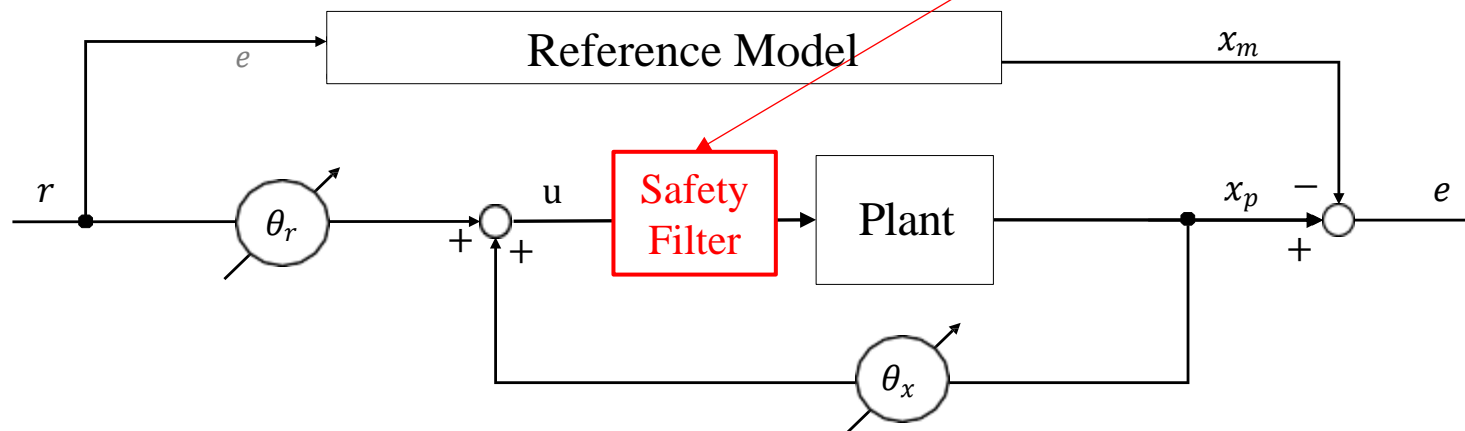 Reference Model
x_m
e
r
θ_r
+
+
u
Safety
Filter
Plant
x_p
−
+
e
θ_x